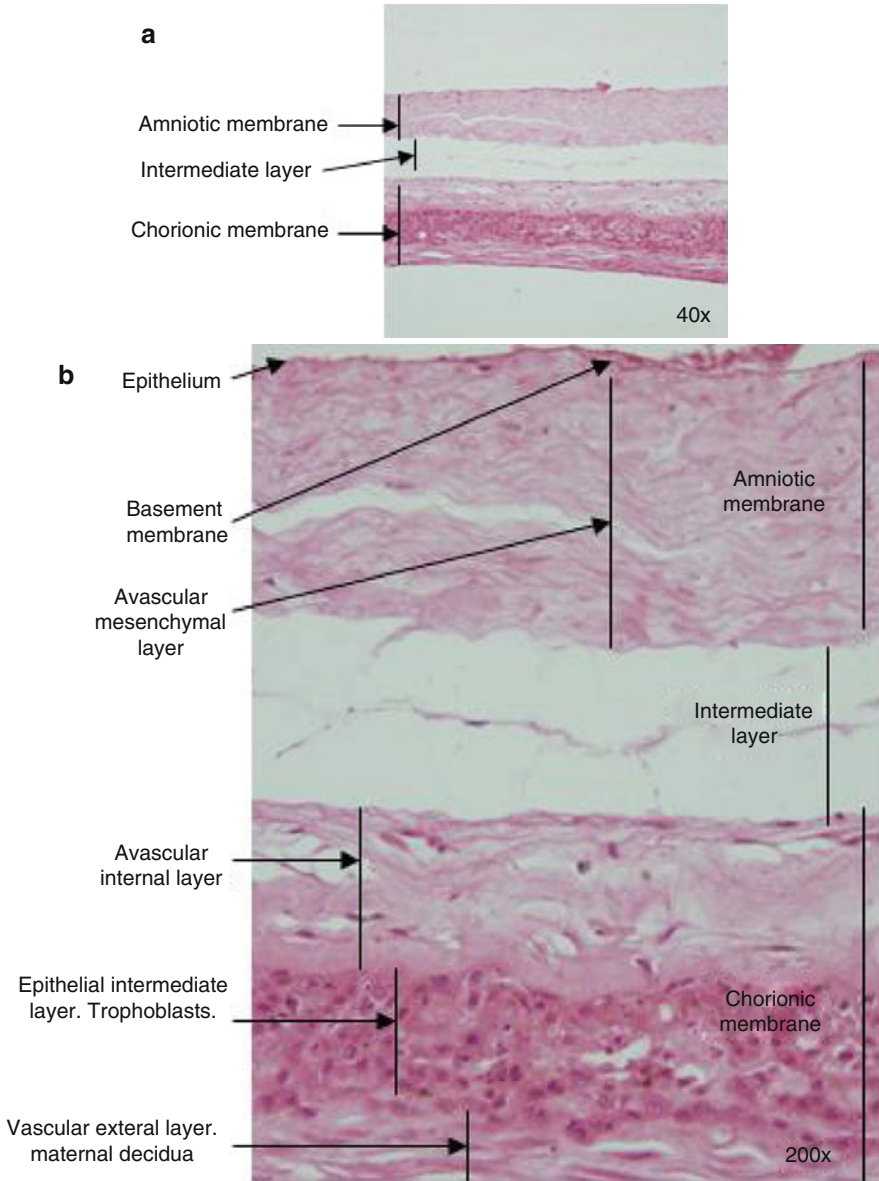 a
Amniotic membrane
Intermediate layer
Chorionic membrane
40x
b
Epithelium
Basement
membrane
Avascular
mesenchymal
layer
Amniotic
membrane
Intermediate
layer
Avascular
internal layer
Epithelial intermediate
layer. Trophoblasts.
Chorionic
membrane
Vascular exteral layer.
maternal decidua
200x